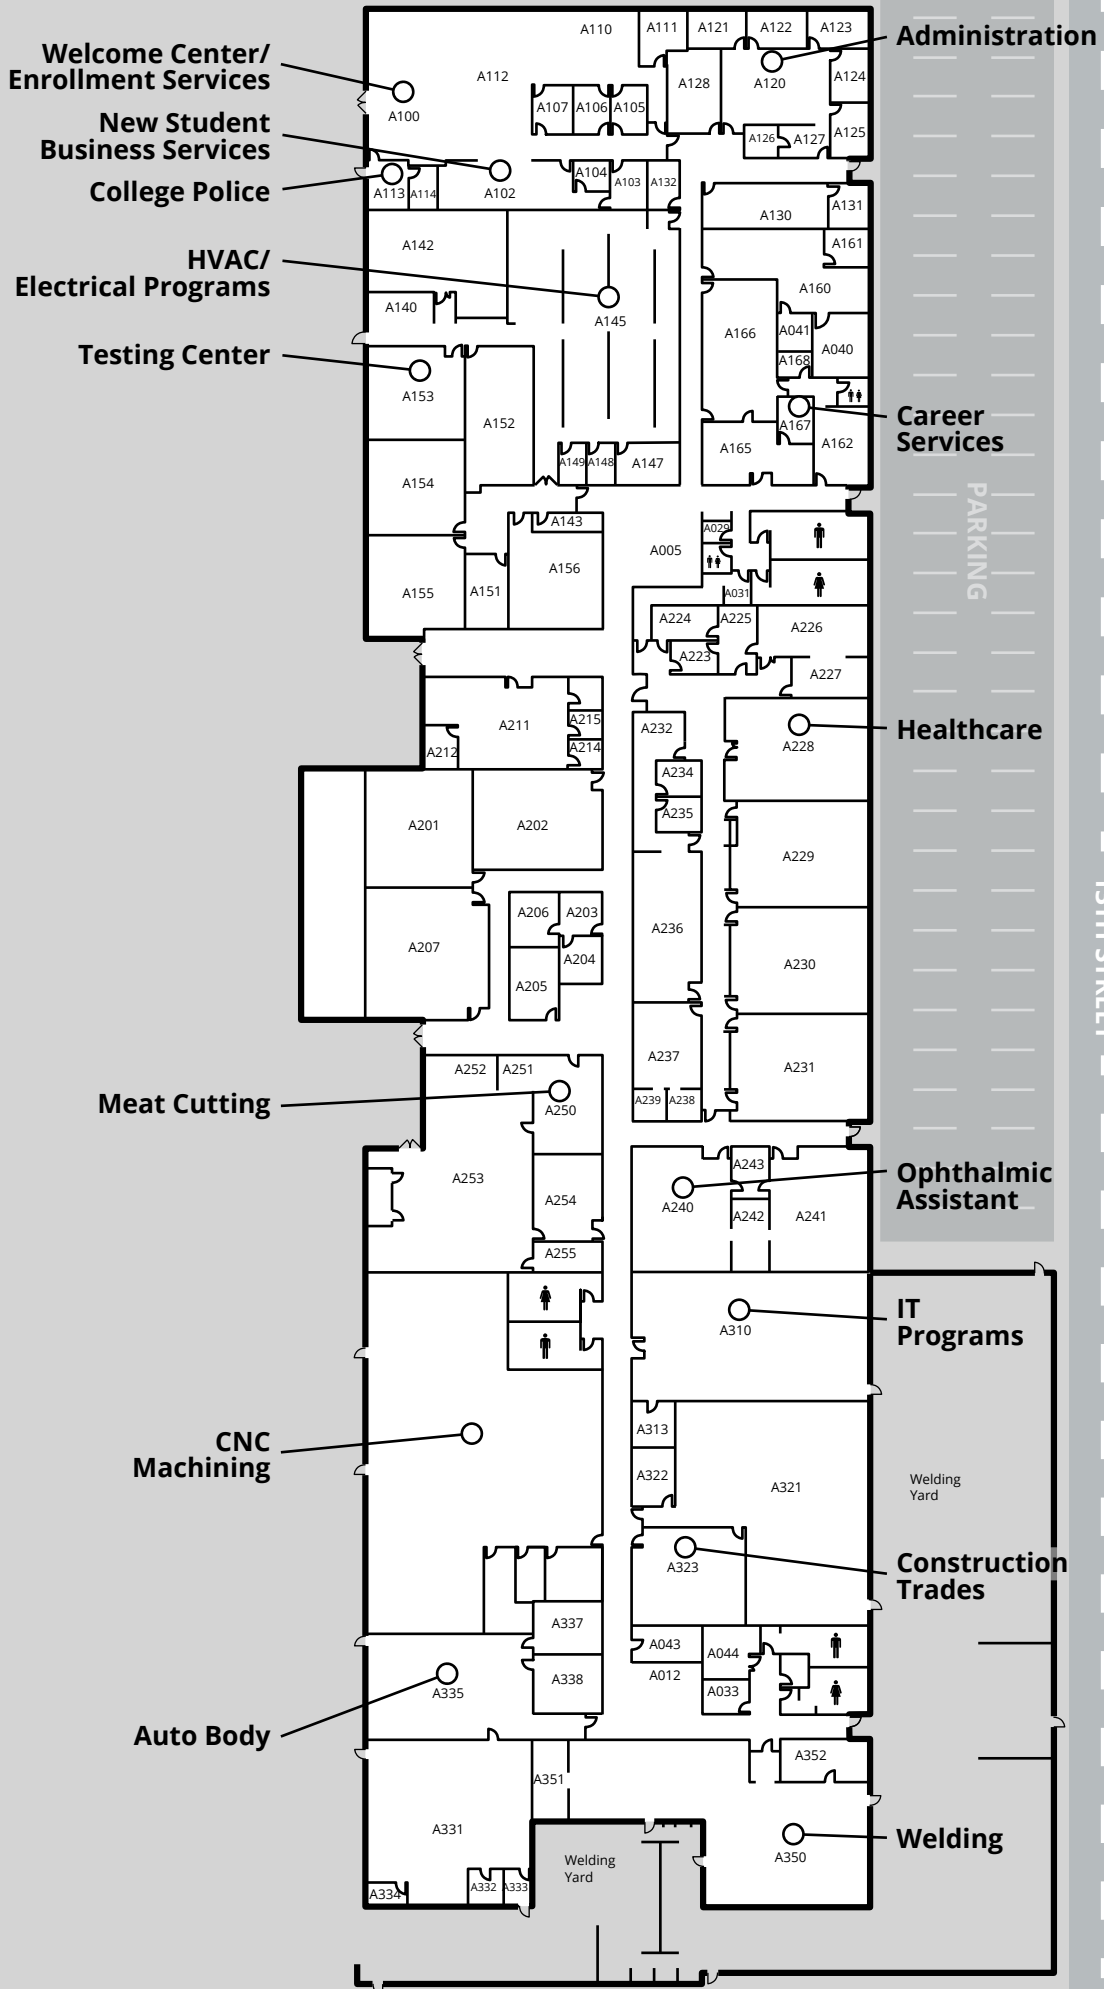 A110
A111
A121
A122
A123
Administration
Welcome Center/
Enrollment Services
A112
A128
A120
A124
A107
A106
A105
A100
New Student
Business Services
A126
A127
A125
College Police
A113
A114
A102
A104
A103
A132
A130
A131
A142
A161
HVAC/
Electrical Programs
A160
A140
A145
A166
A041
A040
Testing Center
A168
A153
Career
Services
A152
A167
A162
A165
A149
A148
A147
A154
PARKING
A143
A029
A005
A156
A155
A151
A031
A224
A225
A226
A223
A227
A211
A215
A232
Healthcare
A228
A212
A214
A234
A235
A201
A202
A229
A206
A203
A236
A207
A204
A230
A205
15TH STREET
A252
A251
A237
A231
Meat Cutting
A250
A239
A238
A253
A243
Ophthalmic
Assistant
A254
A240
A242
A241
A255
IT
Programs
A310
CNC
Machining
A313
A322
A321
Welding
Yard
Construction
Trades
A323
A337
A043
A044
A012
A338
A335
A033
Auto Body
A351
A352
A331
Welding
A350
Welding
Yard
A334
A332
A333